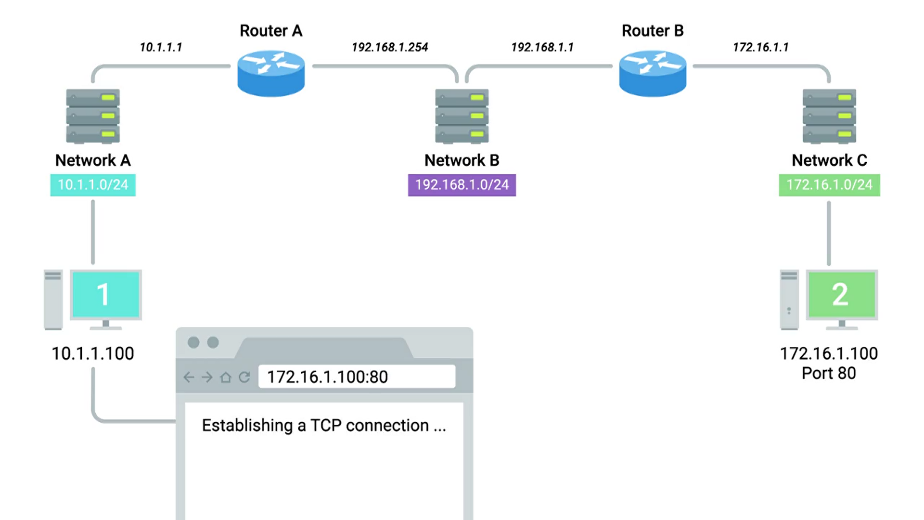 Router A
Router B
10.1.1.1
192.168.1.254
192.168.1.1
172.16.1.1
Network A
Network B
Network C
10.1.1.0/24
192.168.1.0/24
172.16.1.0/24
1
2
10.1.1.100
172.16.1.100
Port 80
172.16.1.100:80
Establishing a TCP connection ...